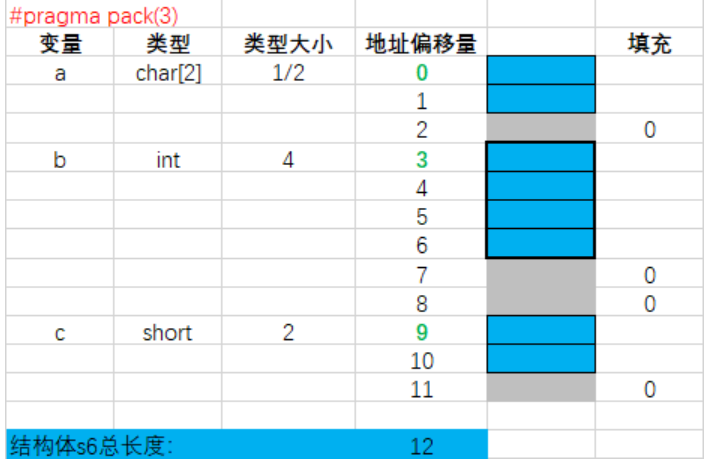 #pragma pack(3)
变量 类型 类型大小 地址偏移量 填充
a char[2] 1/2 0
1
2 0
b int 4 3
4
5
6
7 0
8 0
c short 2 9
10
11 0
结构体s6总长度: 12